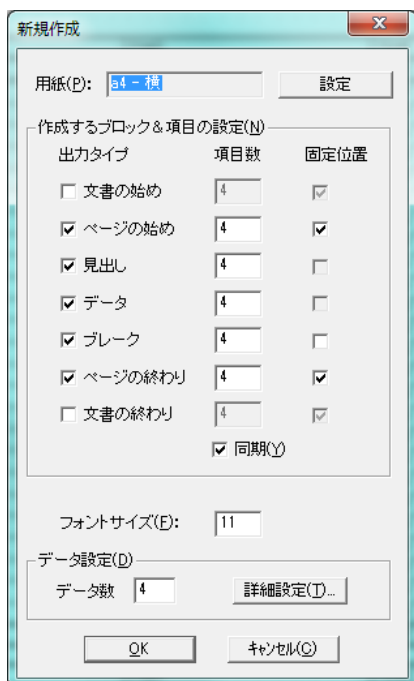 新規作成
用紙(P): a4 - 横 設定
作成するブロック&項目の設定(N)
出力タイプ 項目数 固定位置
文書の始め 4
ページの始め 4
見出し 4
データ 4
ブレーク 4
ページの終わり 4
文書の終わり 4
同期(Y)
フォントサイズ(F): 11
データ設定(D)
データ数 4 詳細設定(T)...
OK キャンセル(C)